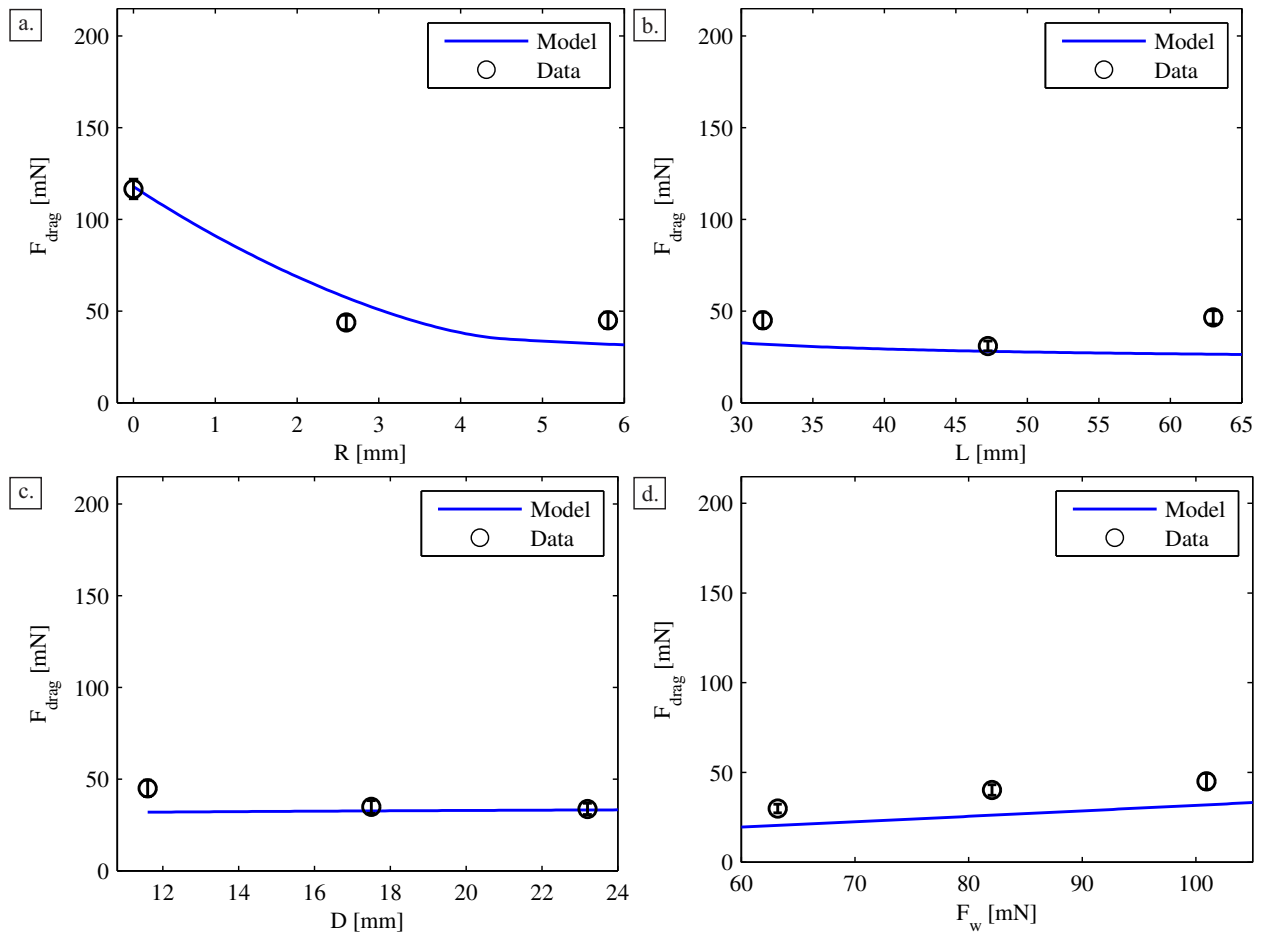 a.
200
150
100
50
0
F_drag [mN]
Model
Data
0 1 2 3 4 5 6
R [mm]
b.
200
150
100
50
0
F_drag [mN]
Model
Data
30 35 40 45 50 55 60 65
L [mm]
c.
200
150
100
50
0
F_drag [mN]
Model
Data
12 14 16 18 20 22 24
D [mm]
d.
200
150
100
50
0
F_drag [mN]
Model
Data
60 70 80 90 100
F_w [mN]